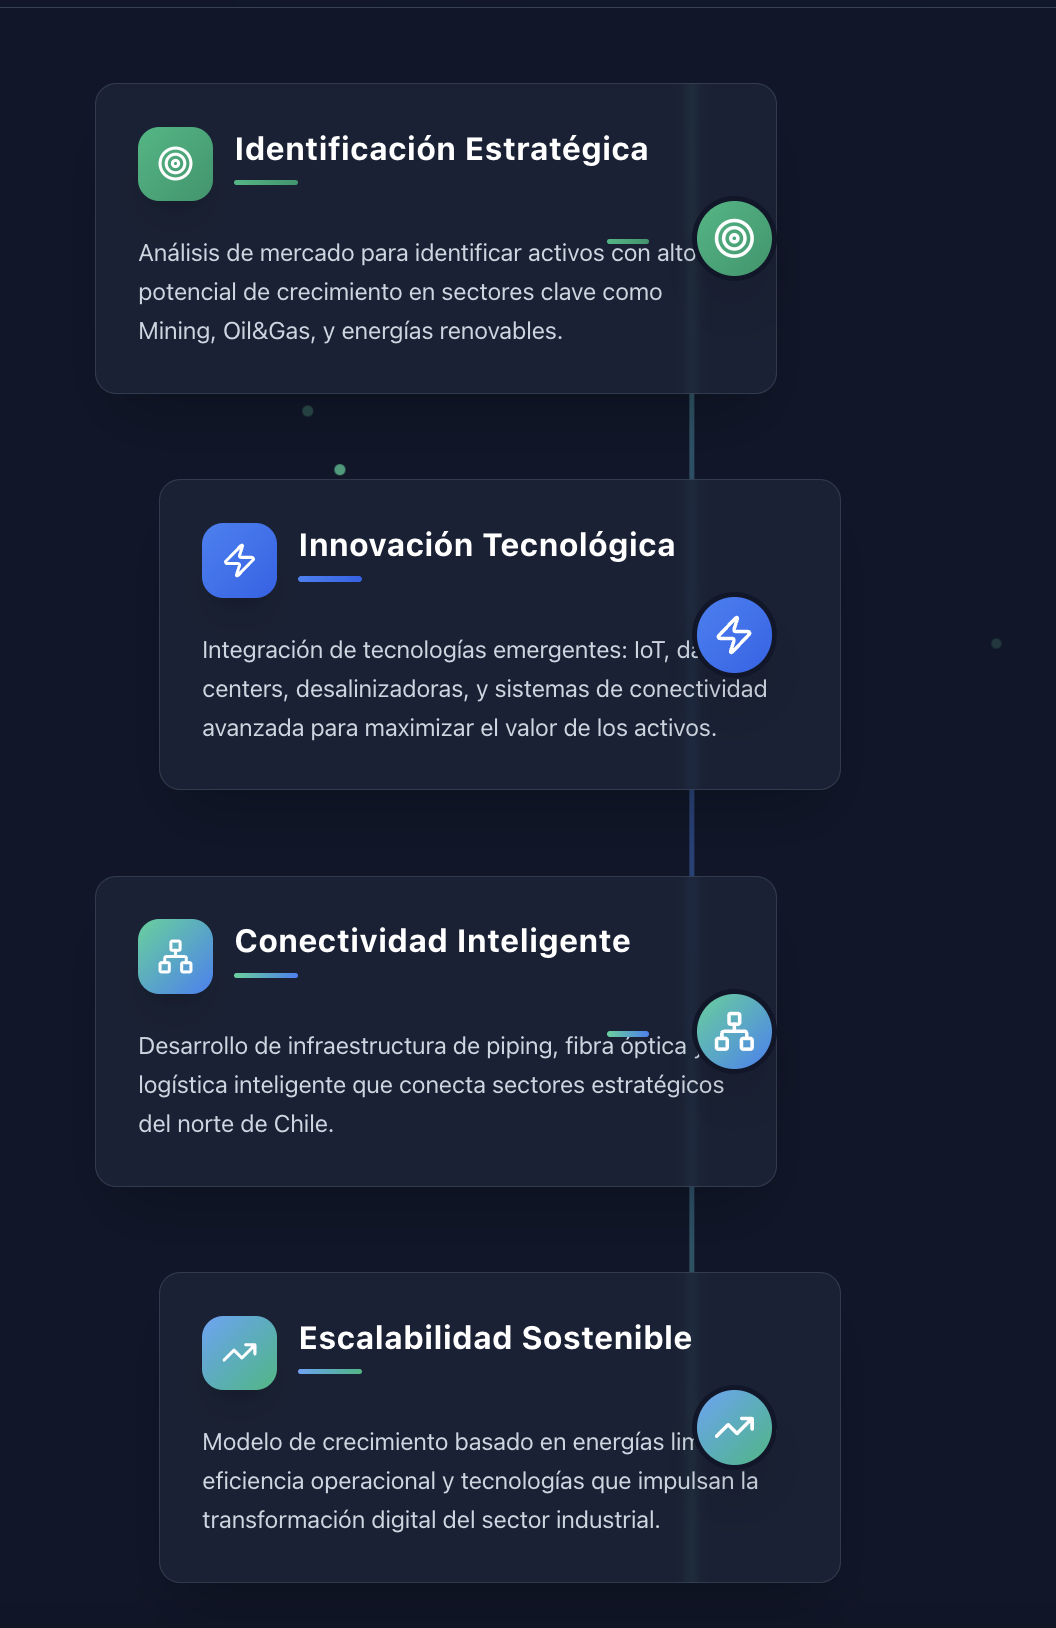 Identificación Estratégica
Análisis de mercado para identificar activos con alto
potencial de crecimiento en sectores clave como
Mining, Oil&Gas, y energías renovables.
Innovación Tecnológica
Integración de tecnologías emergentes: IoT,
centers, desalinizadoras, y sistemas de conectividad
avanzada para maximizar el valor de los activos.
Conectividad Inteligente
Desarrollo de infraestructura de piping, fibra óptica
logística inteligente que conecta sectores estratégicos
del norte de Chile.
Escalabilidad Sostenible
Modelo de crecimiento basado en energías
eficiencia operacional y tecnologías que impulsan la
transformación digital del sector industrial.